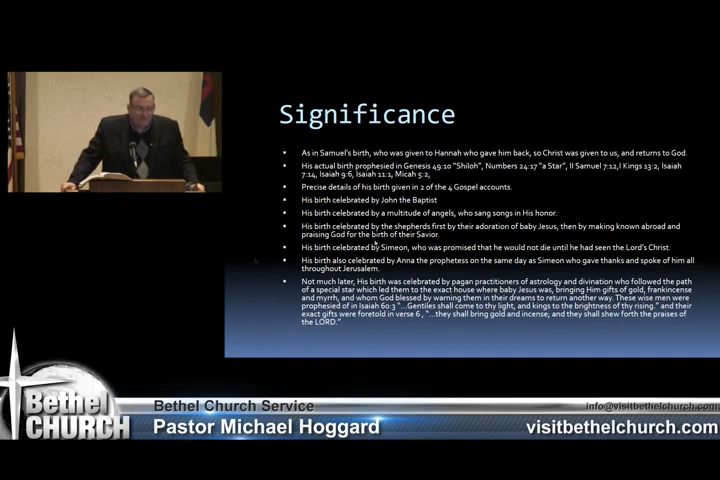 Significance
As in Samuel's birth, who was given to Hannah who gave him back, so Christ was given to us, and returns to God.
His actual birth prophesied in Genesis 49:10 "Shiloh", Numbers 24:17 "a Star", II Samuel 7:12,I Kings 13:2, Isaiah
7:14, Isaiah 9:6, Isaiah 11:1, Micah 5:2,
Precise details of his birth given in 2 of the 4 Gospel accounts.
His birth celebrated by John the Baptist
His birth celebrated by a multitude of angels, who sang songs in His honor.
His birth celebrated by the shepherds first by their adoration of baby Jesus, then by making known abroad and
praising God for the birth of their Savior.
His birth celebrated by Simeon, who was promised that he would not die until he had seen the Lord's Christ.
His birth also celebrated by Anna the prophetess on the same day as Simeon who gave thanks and spoke of him all
throughout Jerusalem.
Not much later, His birth was celebrated by pagan practitioners of astrology and divination who followed the path
of a special star which led them to the exact house where baby Jesus was, bringing Him gifts of gold, frankincense
and myrrh, and whom God blessed by warning them in their dreams to return another way. These wise men were
prophesied of in Isaiah 60:3 "...Gentiles shall come to thy light, and kings to the brightness of thy rising." and their
exact gifts were foretold in verse 6 , "...they shall bring gold and incense; and they shall shew forth the praises of
the LORD."
Bethel
CHURCH
Bethel Church Service
info@visitbethelchurch.com
Pastor Michael Hoggard
visitbethelchurch.com